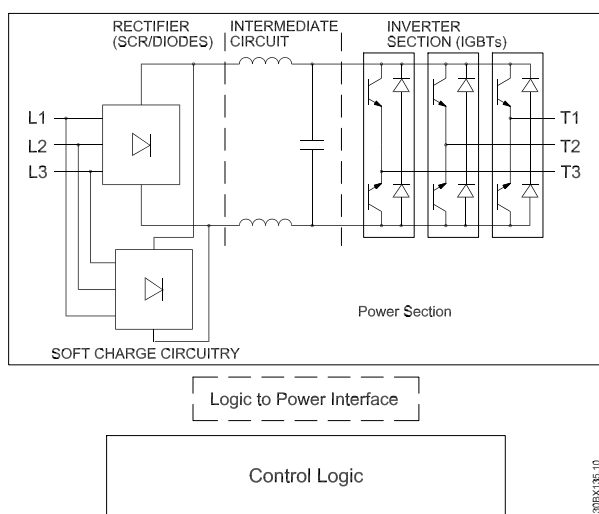 RECTIFIER
(SCR/DIODES)
INTERMEDIATE
CIRCUIT
INVERTER
SECTION (IGBTs)
L1
L2
L3
T1
T2
T3
Power Section
SOFT CHARGE CIRCUITRY
Logic to Power Interface
Control Logic